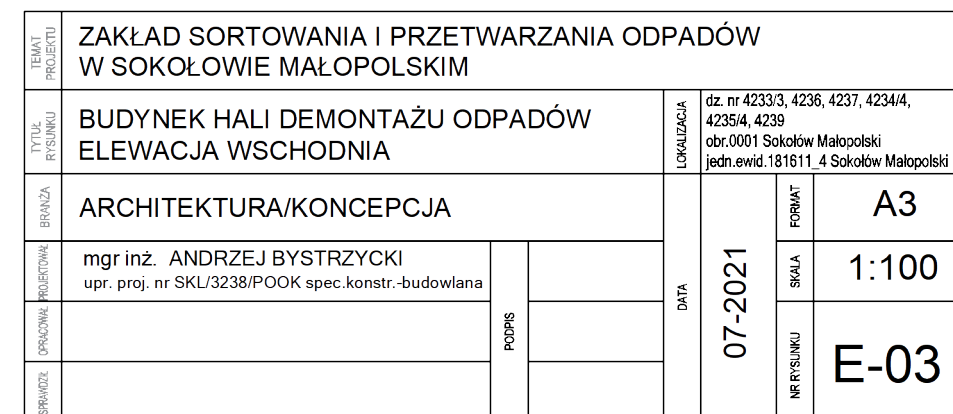 TEMAT
PROJEKTU
ZAKŁAD SORTOWANIA I PRZETWARZANIA ODPADÓW
W SOKOŁOWIE MAŁOPOLSKIM
TYTUŁ
RYSUNKU
BUDYNEK HALI DEMONTAŻU ODPADÓW
ELEWACJA WSCHODNIA
LOKALIZACJA
dz. nr 4233/3, 4236, 4237, 4234/4,
4235/4, 4239
obr.0001 Sokołów Małopolski
jedn.ewid.181611_4 Sokołów Małopolski
BRANŻA
ARCHITEKTURA/KONCEPCJA
FORMAT
A3
PROJEKTOWAŁ
mgr inż. ANDRZEJ BYSTRZYCKI
upr. proj. nr SKL/3238/POOK spec.konstr.-budowlana
PODPIS
DATA
07-2021
SKALA
1:100
OPRACOWAŁ
NR RYSUNKU
E-03
SPRAWDZIŁ